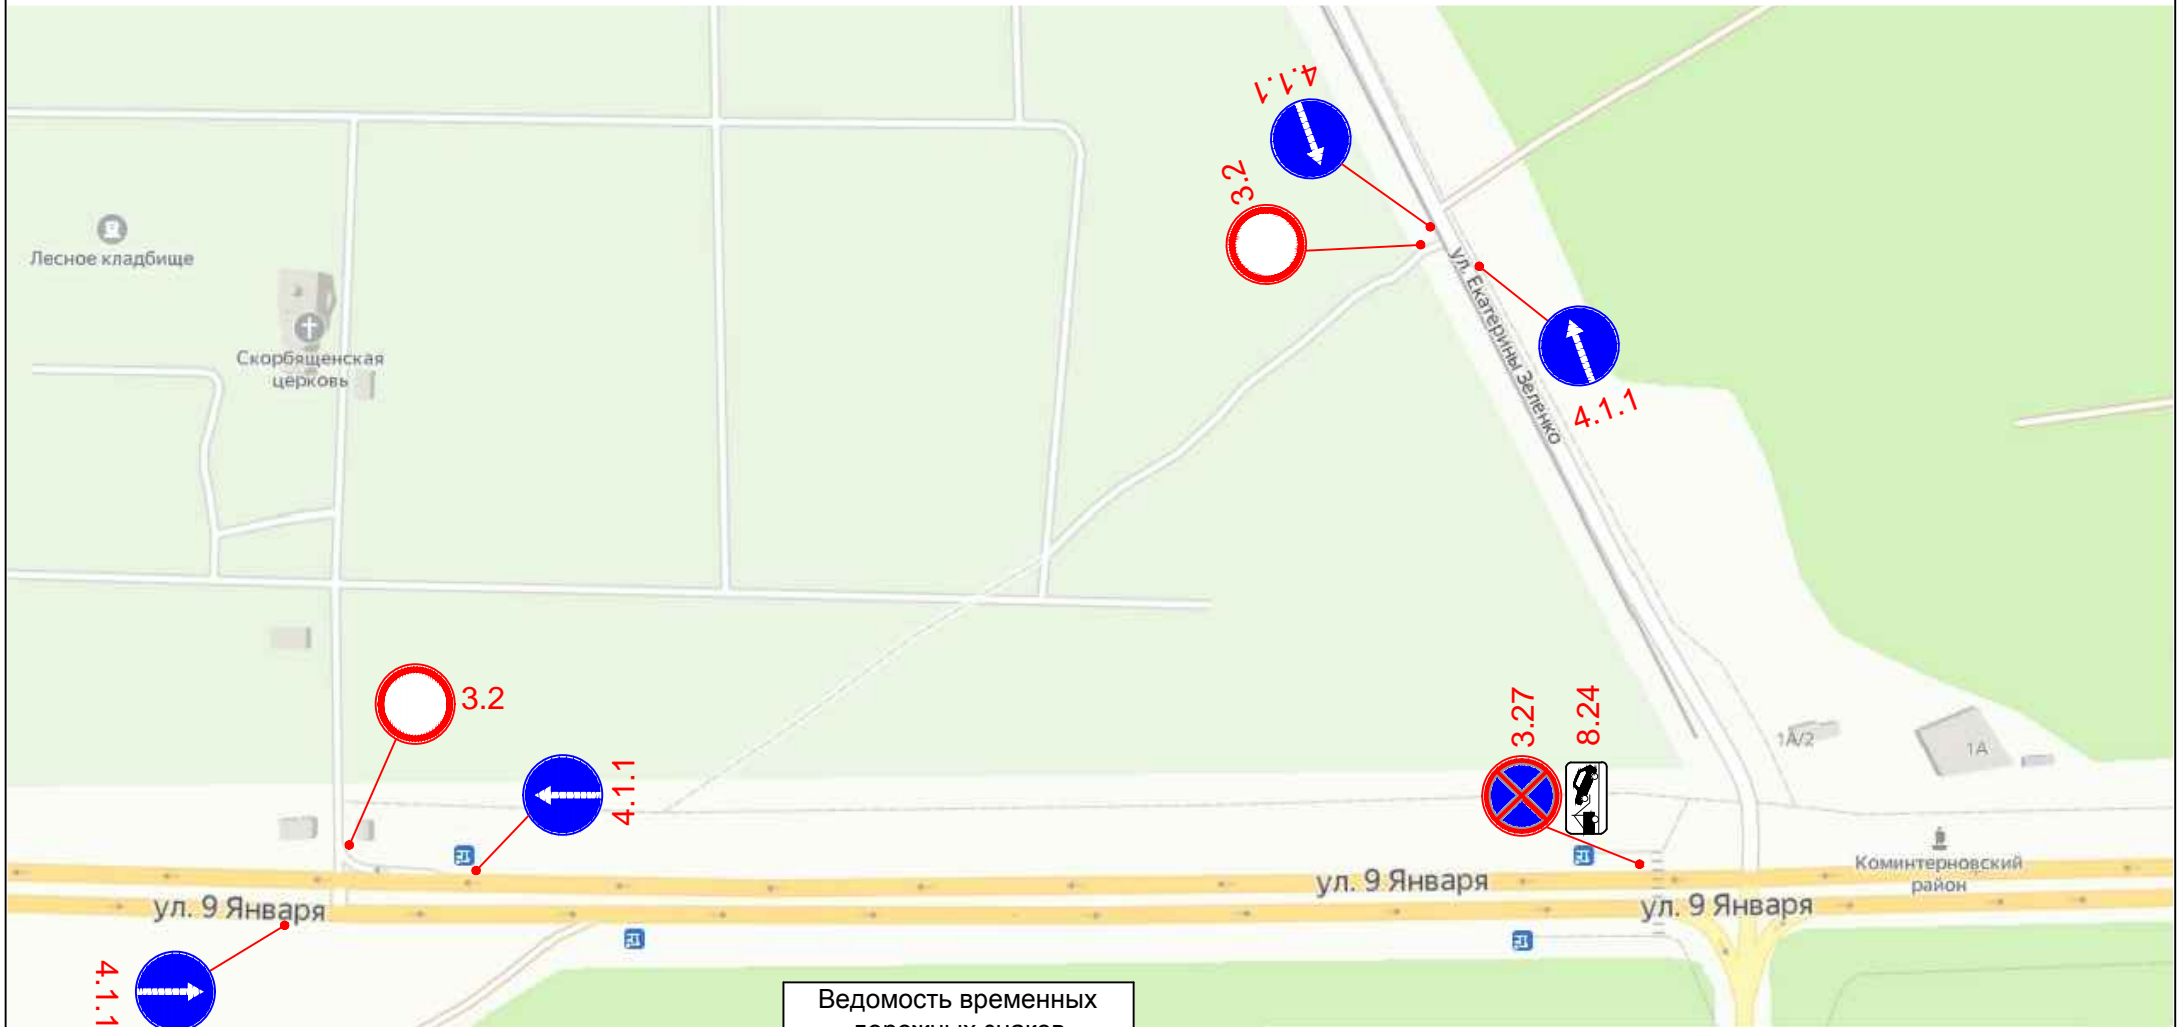 4.1.1
3.2
Лесное кладбище
ул. Екатерины Зеленко
Скорбященская
церковь
4.1.1
3.2
3.27
8.24
4.1.1
1А/2
1А
Коминтерновский
район
ул. 9 Января
ул. 9 Января
ул. 9 Января
4.1.1
Ведомость временных
дорожных знаков